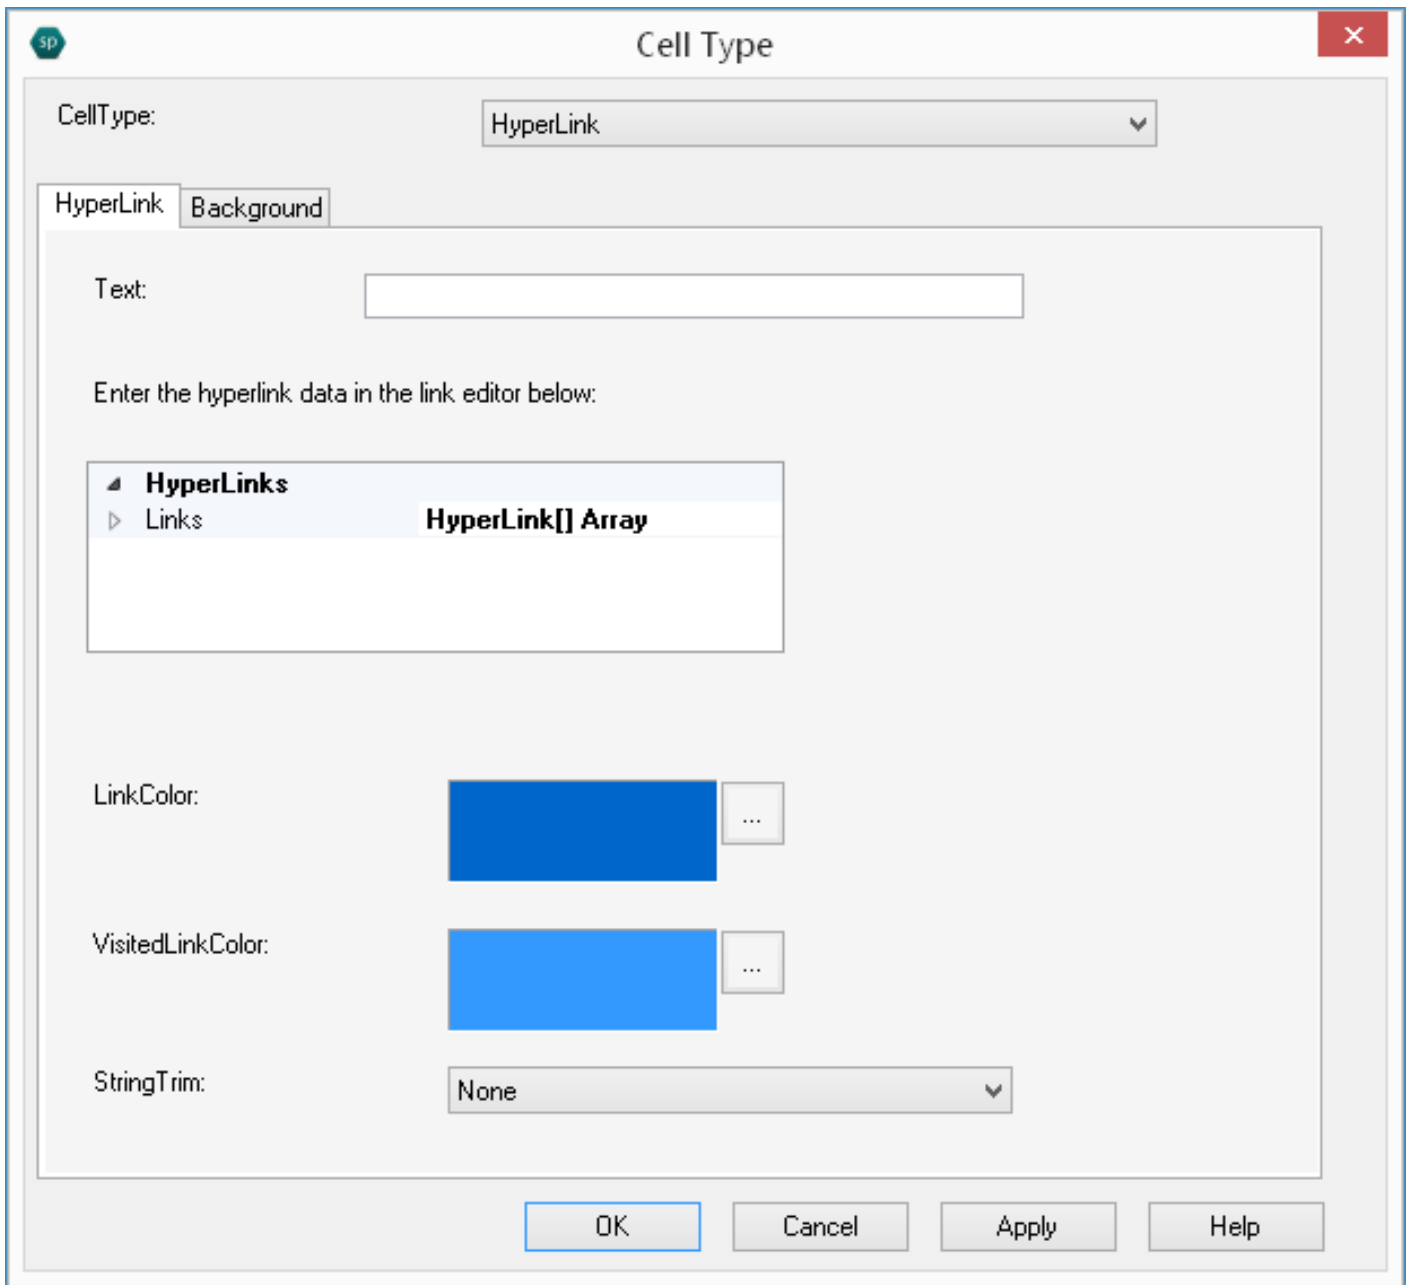 sp
Cell Type
CellType:
HyperLink
HyperLink
Background
Text:
Enter the hyperlink data in the link editor below:
HyperLinks
Links HyperLink[] Array
LinkColor:
...
VisitedLinkColor:
...
StringTrim:
None
OK
Cancel
Apply
Help